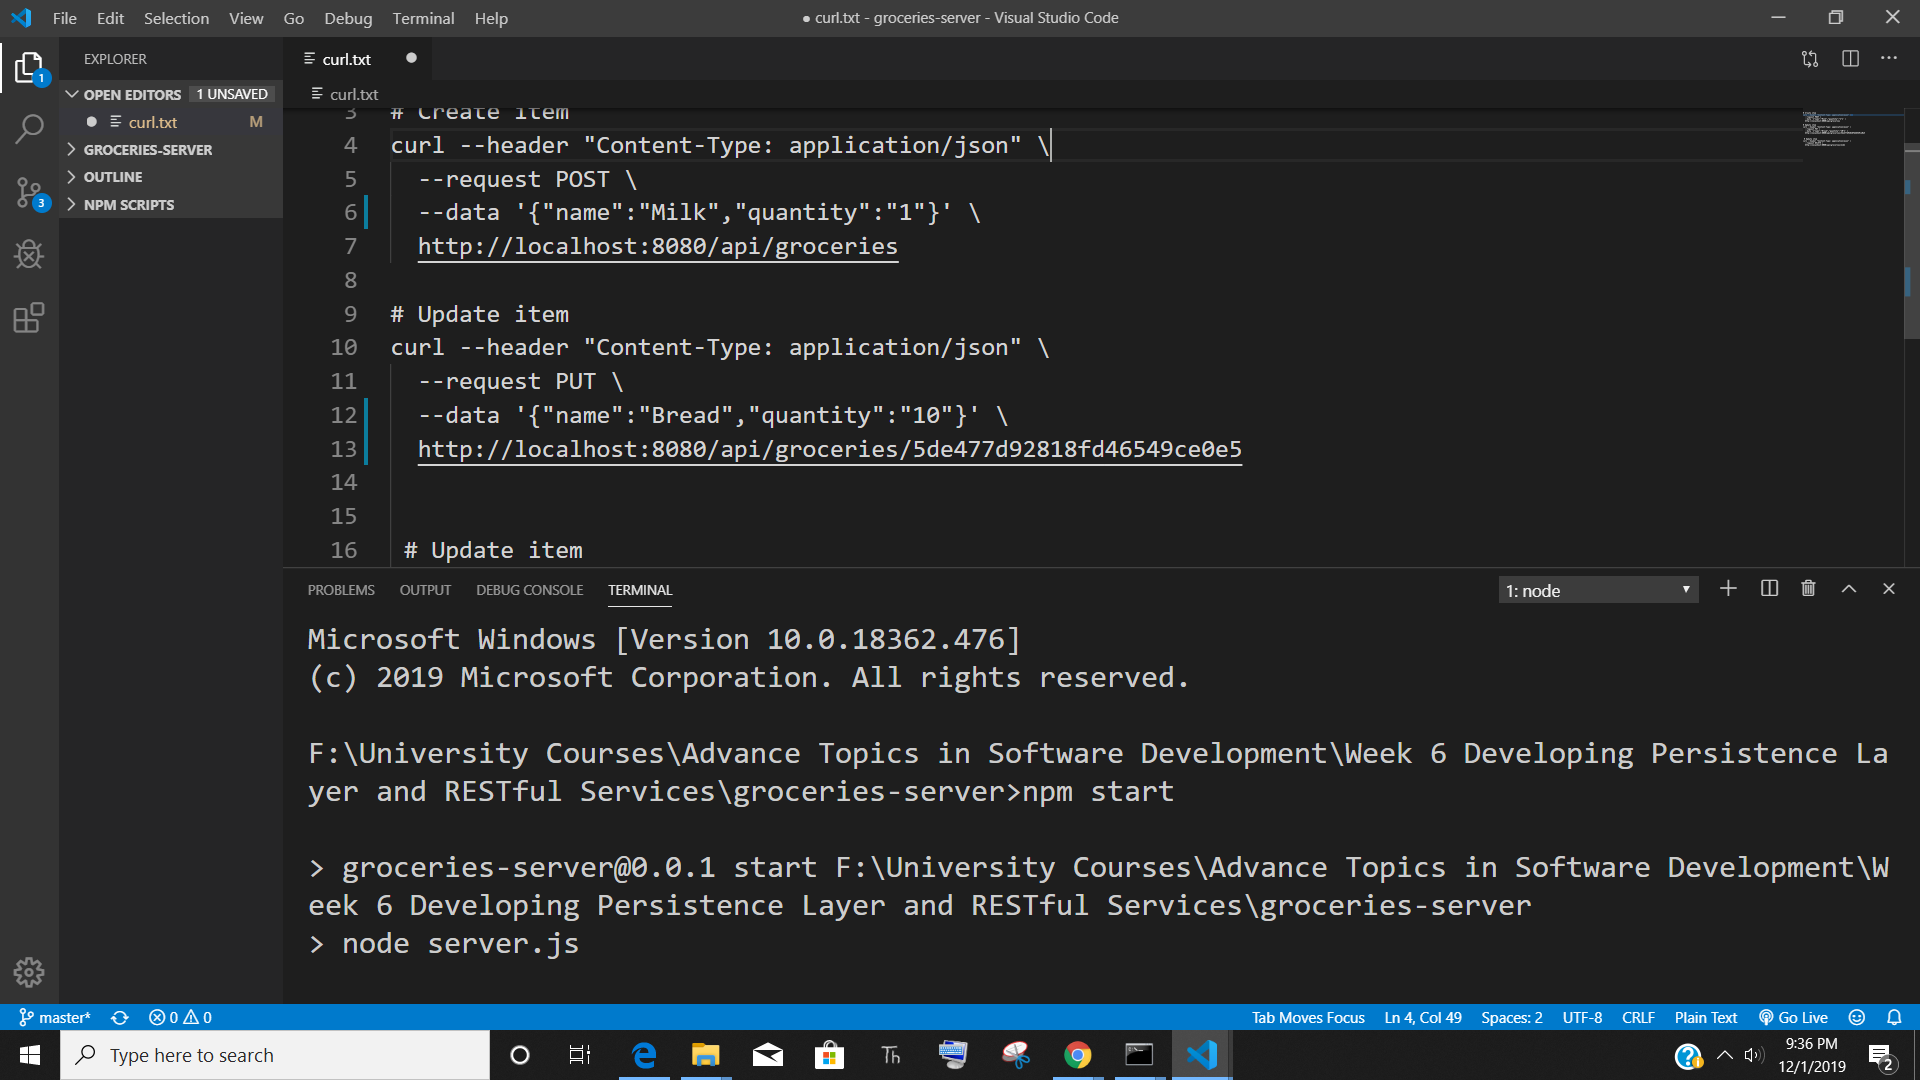 File Edit Selection View Go Debug Terminal Help
● curl.txt - groceries-server - Visual Studio Code
EXPLORER
OPEN EDITORS 1 UNSAVED
curl.txt M
GROCERIES-SERVER
OUTLINE
NPM SCRIPTS
1
3
curl.txt
curl.txt
3 # Create item
4 curl --header "Content-Type: application/json" \
5 --request POST \
6 --data '{"name":"Milk","quantity":"1"}' \
7 http://localhost:8080/api/groceries
8
9 # Update item
10 curl --header "Content-Type: application/json" \
11 --request PUT \
12 --data '{"name":"Bread","quantity":"10"}' \
13 http://localhost:8080/api/groceries/5de477d92818fd46549ce0e5
14
15
16 # Update item
PROBLEMS OUTPUT DEBUG CONSOLE TERMINAL 1: node
Microsoft Windows [Version 10.0.18362.476]
(c) 2019 Microsoft Corporation. All rights reserved.
F:\University Courses\Advance Topics in Software Development\Week 6 Developing Persistence La
yer and RESTful Services\groceries-server>npm start
> groceries-server@0.0.1 start F:\University Courses\Advance Topics in Software Development\W
eek 6 Developing Persistence Layer and RESTful Services\groceries-server
> node server.js
master* 0 0 Tab Moves Focus Ln 4, Col 49 Spaces: 2 UTF-8 CRLF Plain Text Go Live
Type here to search
Th
9:36 PM
12/1/2019
2